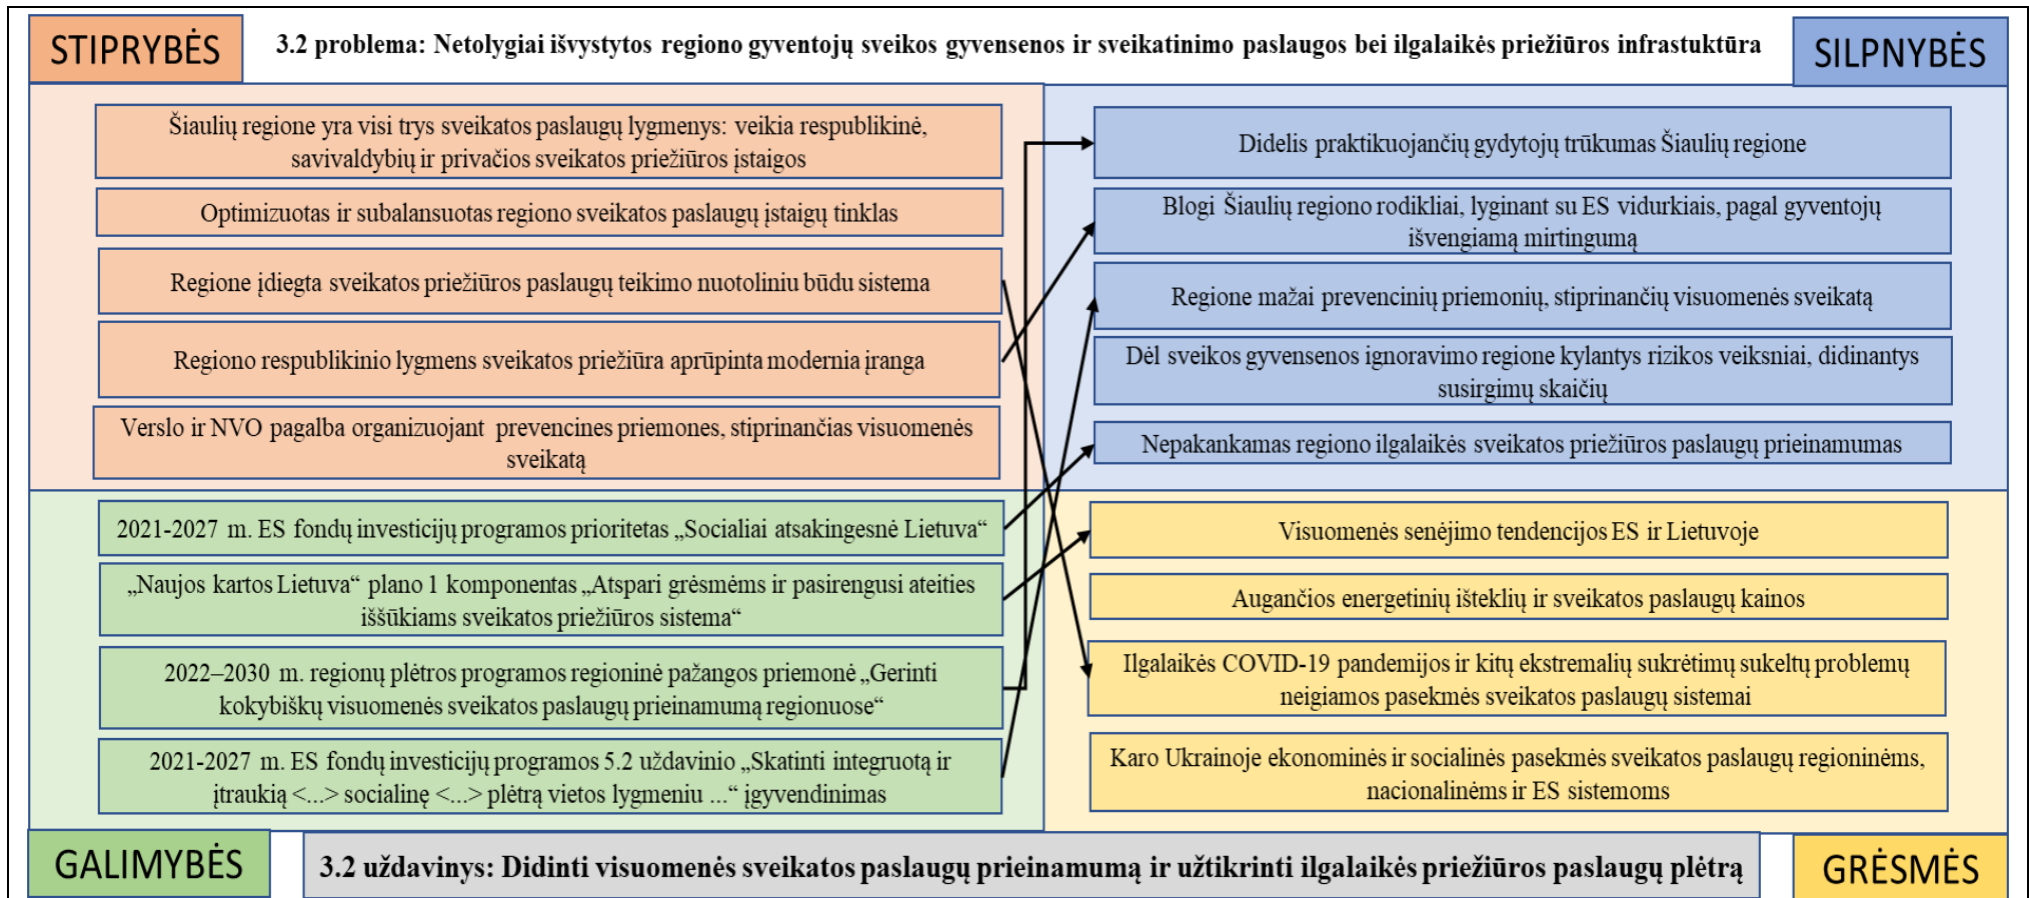 STIPRYBĖS
3.2 problema: Netolygiai išvystytos regiono gyventojų sveikos gyvensenos ir sveikatinimo paslaugos bei ilgalaikės priežiūros infrastuktūra
SILPNYBĖS
Šiaulių regione yra visi trys sveikatos paslaugų lygmenys: veikia respublikinė,
savivaldybių ir privačios sveikatos priežiūros įstaigos
Optimizuotas ir subalansuotas regiono sveikatos paslaugų įstaigų tinklas
Regione įdiegta sveikatos priežiūros paslaugų teikimo nuotoliniu būdu sistema
Regiono respublikinio lygmens sveikatos priežiūra aprūpinta modernia įranga
Verslo ir NVO pagalba organizuojant prevencines priemones, stiprinančias visuomenės
sveikatą
Didelis praktikuojančių gydytojų trūkumas Šiaulių regione
Blogi Šiaulių regiono rodikliai, lyginant su ES vidurkiais, pagal gyventojų
išvengiamą mirtingumą
Regione mažai prevencinių priemonių, stiprinančių visuomenės sveikatą
Dėl sveikos gyvensenos ignoravimo regione kylantys rizikos veiksniai, didinantys
susirgimų skaičių
Nepakankamas regiono ilgalaikės sveikatos priežiūros paslaugų prieinamumas
2021-2027 m. ES fondų investicijų programos prioritetas „Socialiai atsakingesnė Lietuva“
„Naujos kartos Lietuva“ plano 1 komponentas „Atspari grėsmėms ir pasirengusi ateities
iššūkiams sveikatos priežiūros sistema“
2022–2030 m. regionų plėtros programos regioninė pažangos priemonė „Gerinti
kokybiškų visuomenės sveikatos paslaugų prieinamumą regionuose“
2021-2027 m. ES fondų investicijų programos 5.2 uždavinio „Skatinti integruotą ir
įtraukią <...> socialinę <...> plėtrą vietos lygmeniu ...“ įgyvendinimas
Visuomenės senėjimo tendencijos ES ir Lietuvoje
Augančios energetinių išteklių ir sveikatos paslaugų kainos
Ilgalaikės COVID-19 pandemijos ir kitų ekstremalių sukrėtimų sukeltų problemų
neigiamos pasekmės sveikatos paslaugų sistemai
Karo Ukrainoje ekonominės ir socialinės pasekmės sveikatos paslaugų regioninėms,
nacionalinėms ir ES sistemoms
GALIMYBĖS
3.2 uždavinys: Didinti visuomenės sveikatos paslaugų prieinamumą ir užtikrinti ilgalaikės priežiūros paslaugų plėtrą
GRĖSMĖS